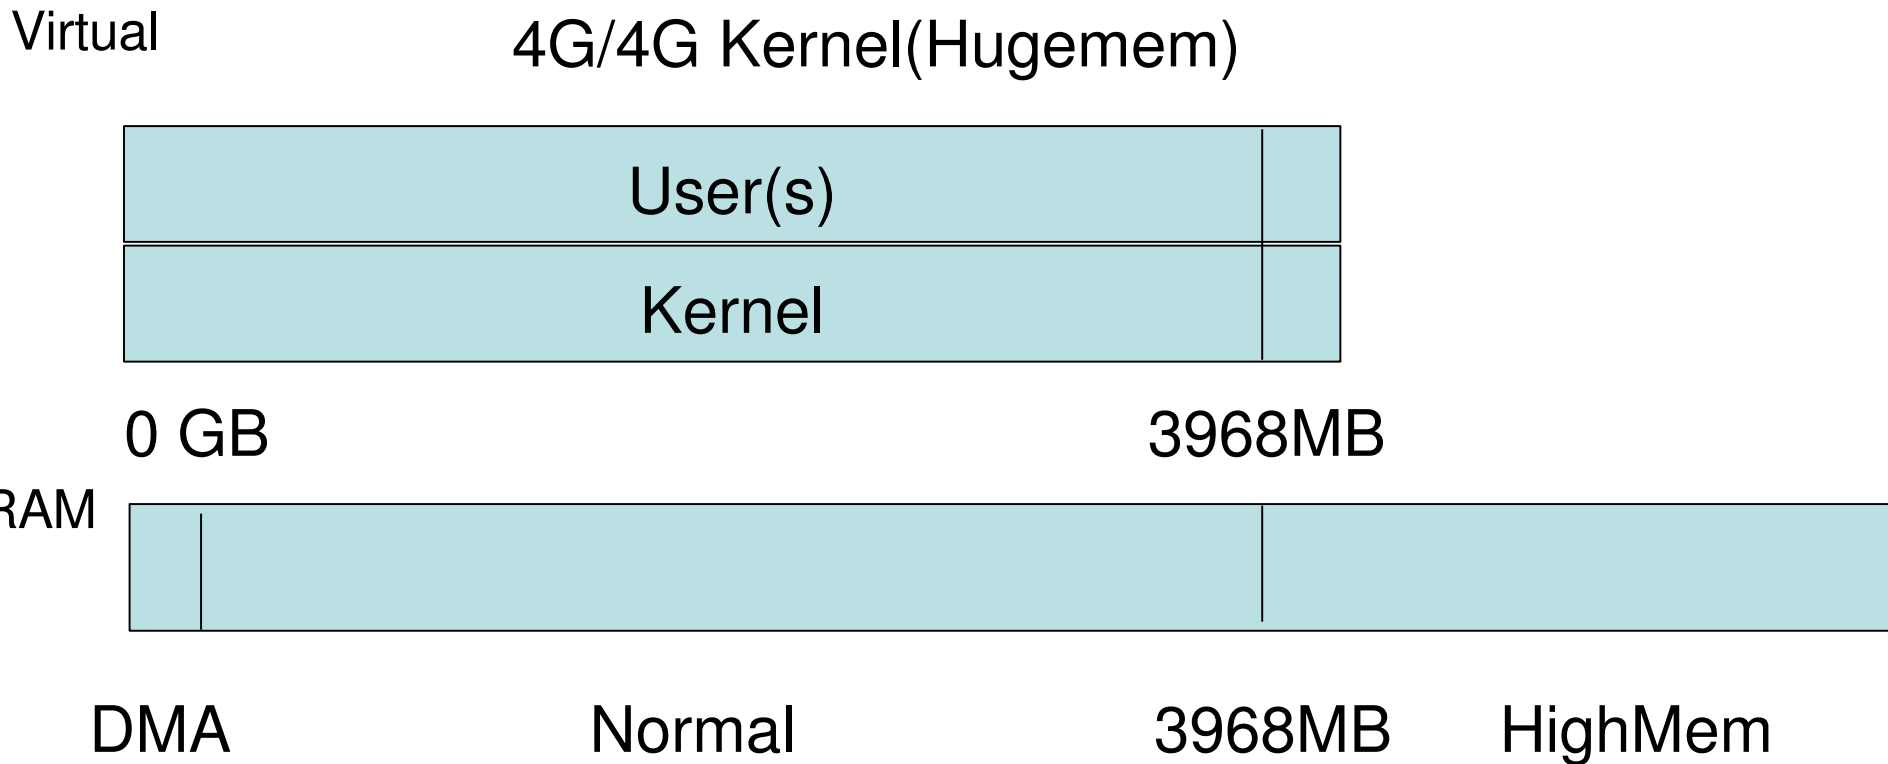 Virtual
4G/4G Kernel(Hugemem)
User(s)
Kernel
0 GB
3968MB
RAM
DMA
Normal
3968MB
HighMem